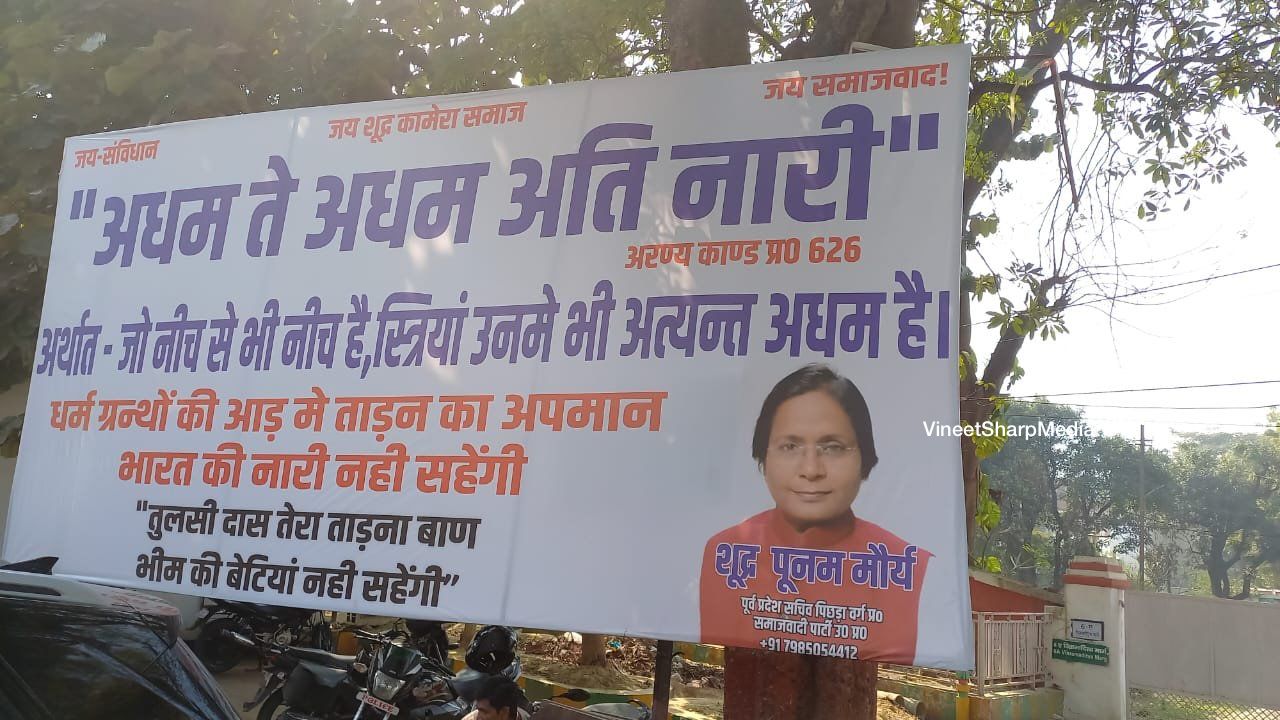 जय-संविधान
जय शूद्र कामेरा समाज
जय समाजवाद!
"अधम ते अधम अति नारी"
अरण्य काण्ड प्र0 626
अर्थात - जो नीच से भी नीच है,स्त्रियां उनमे भी अत्यन्त अधम है।
धर्म ग्रन्थों की आड़ मे ताड़न का अपमान
भारत की नारी नही सहेंगी
"तुलसी दास तेरा ताड़ना बाण
भीम की बेटियां नही सहेंगी”
शूद्र पूनम मौर्य
पूर्व प्रदेश सचिव पिछड़ा वर्ग प्र0
समाजवादी पार्टी उ0 प्र0
+91 7985054412
VineetSharpMedia